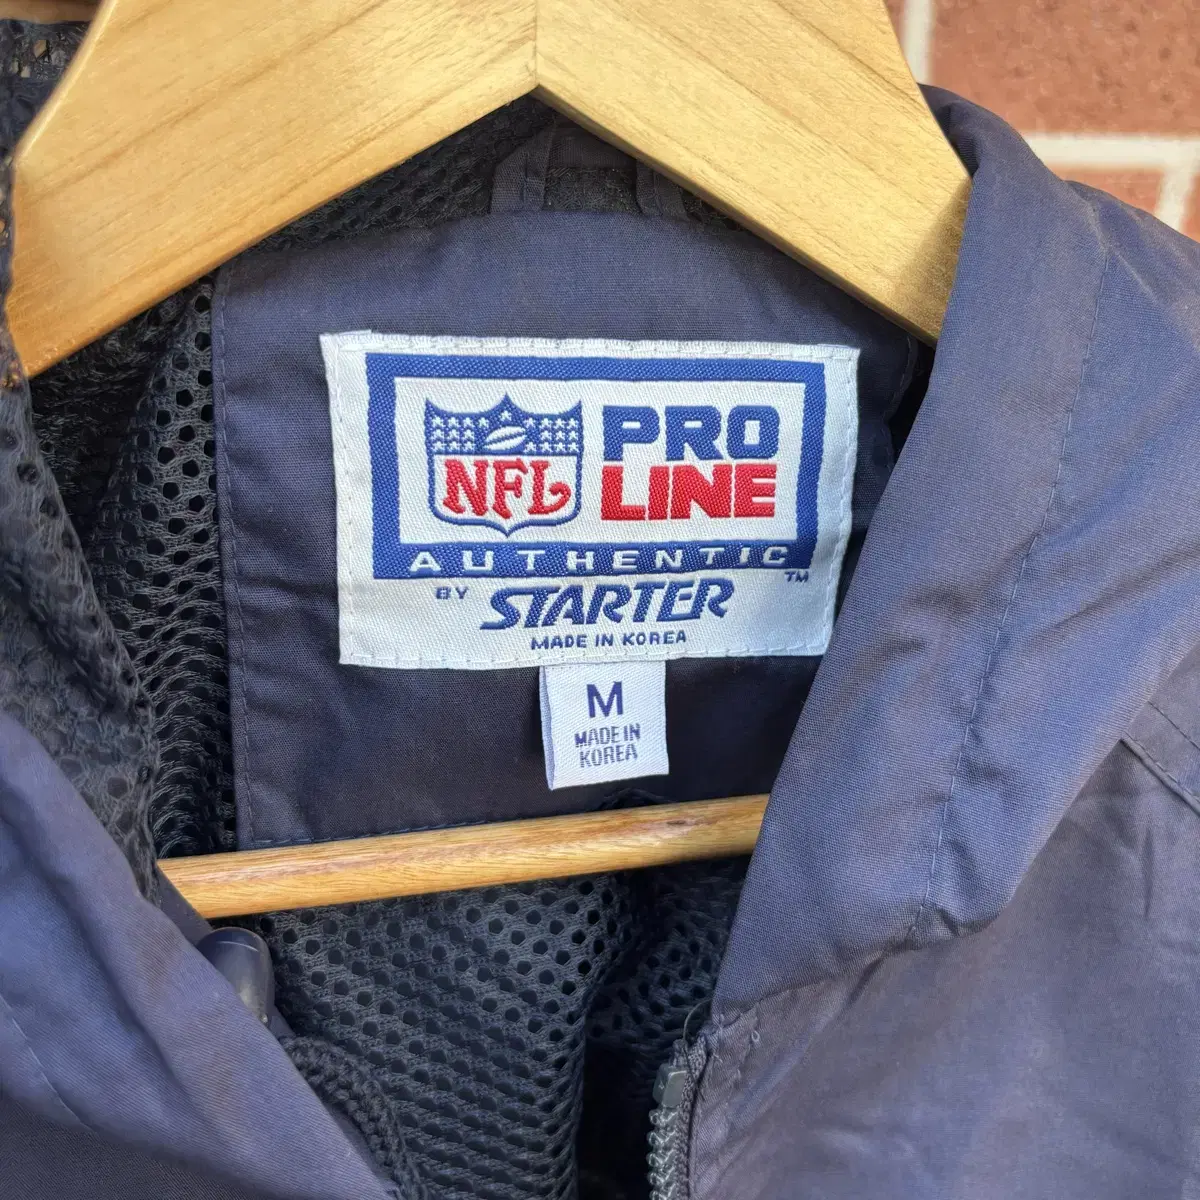 NFL
PRO
LINE
AUTHENTIC
TM
BY STARTER
MADE IN KOREA
M
MADE IN
KOREA